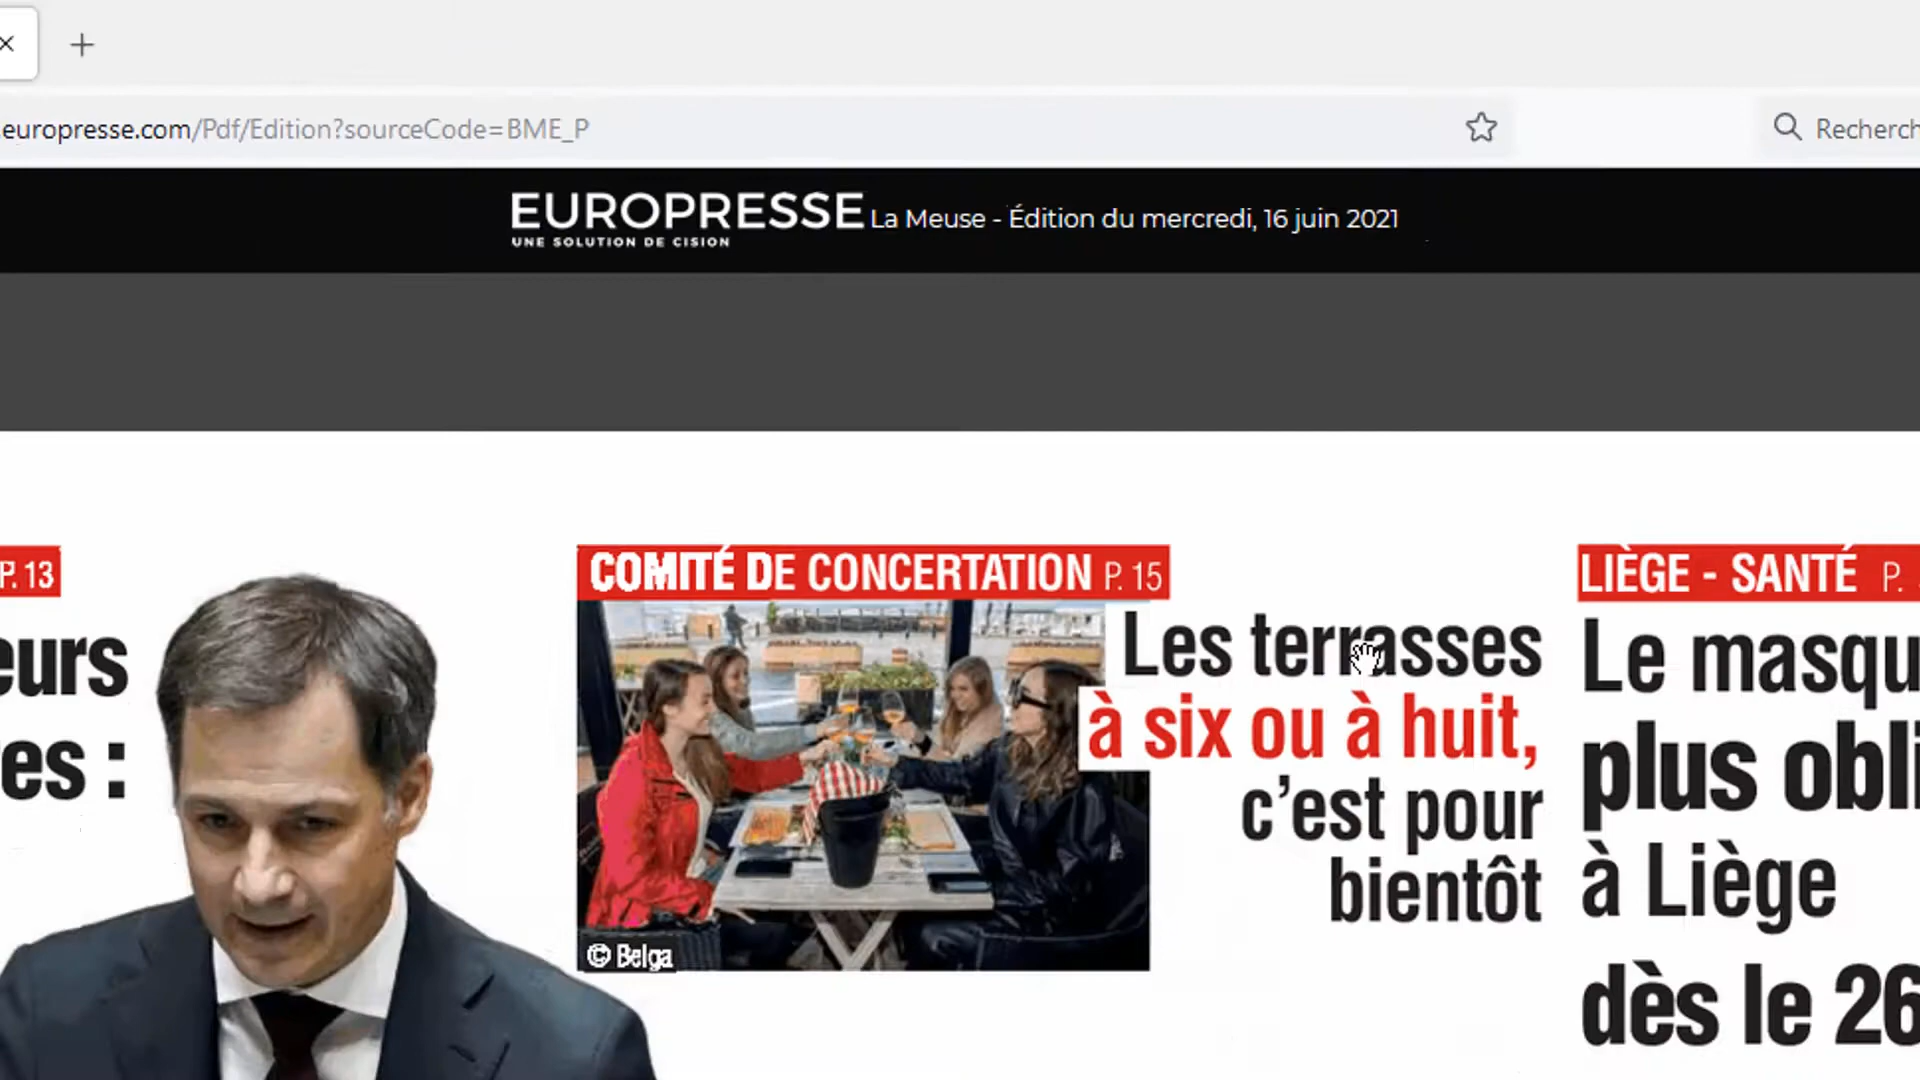 europresse.com/Pdf/Edition?sourceCode=BME_P
Recherch
EUROPRESSE
UNE SOLUTION DE CISION
La Meuse - Édition du mercredi, 16 juin 2021
P. 13
eurs
es :
COMITÉ DE CONCERTATION P. 15
Les terrasses
à six ou à huit,
c'est pour
bientôt
© Belga
LIÈGE - SANTÉ P.
Le masqu
plus obli
à Liège
dès le 26